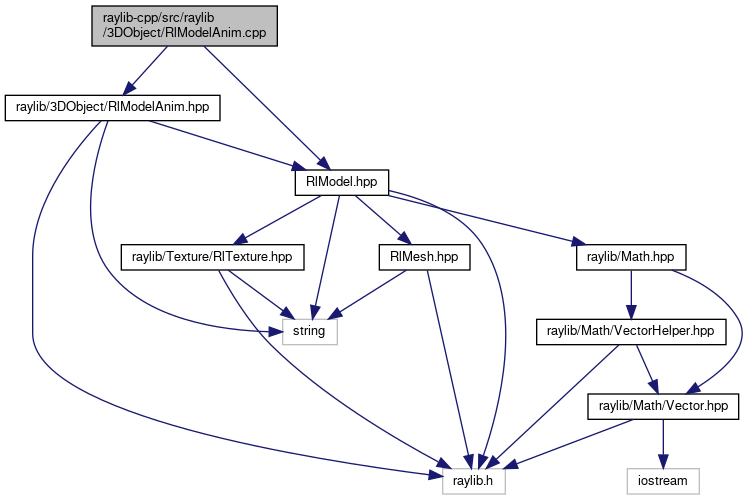 raylib-cpp/src/raylib
/3DObject/RlModelAnim.cpp
raylib/3DObject/RlModelAnim.hpp
RlModel.hpp
raylib/Texture/RlTexture.hpp
RlMesh.hpp
raylib/Math.hpp
string
raylib/Math/VectorHelper.hpp
raylib/Math/Vector.hpp
raylib.h
iostream